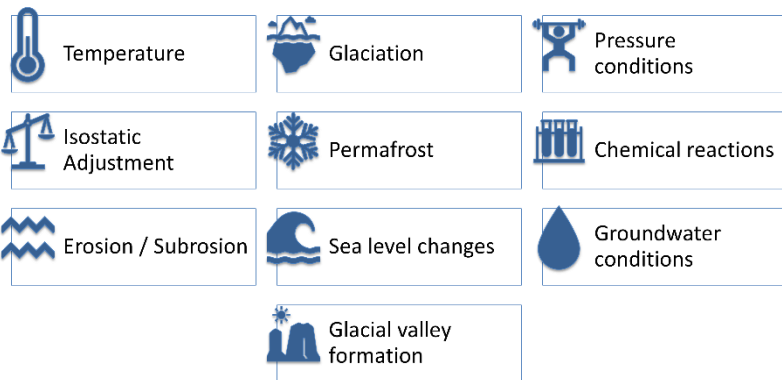 Temperature
Glaciation
Pressure
conditions
Isostatic
Adjustment
Permafrost
Chemical reactions
Erosion / Subrosion
Sea level changes
Groundwater
conditions
Glacial valley
formation